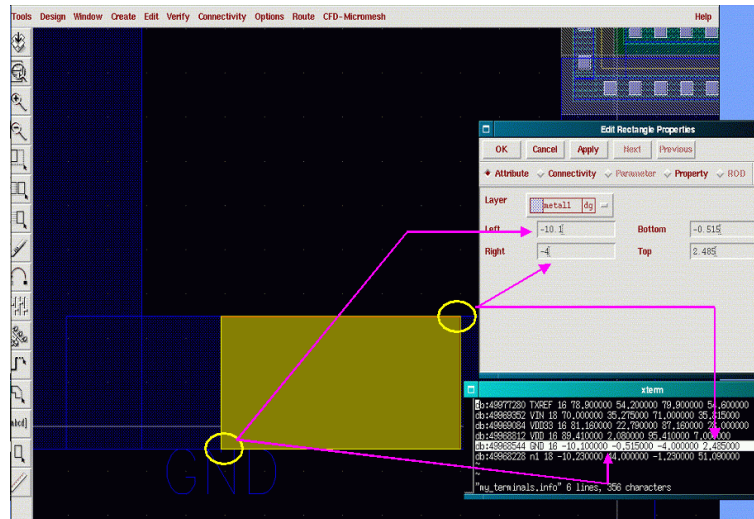 Tools Design Window Create Edit Verify Connectivity Options Route CFD-Micromesh Help
Edit Rectangle Properties
OK Cancel Apply Next Previous
Attribute Connectivity Parameter Property ROD
Layer metal1 dg
Left -10.1 Bottom -0.515
Right -4 Top 2.485
abcd
xterm
db:49977280 TXREF 16 78.900000 54.200000 79.900000 54.600000
db:49969352 VIN 18 70.000000 35.275000 71.000000
db:49969084 VDD33 16 81.160000 22.790000 87.160000
db:49968812 VDD 16 89.410000 2.080000 95.410000
db:49968544 GND 16 -10.100000 -0.515000 -4.000000 2.485000
db:49968228 n1 18 -10.230000 44.000000 -1.230000 51.090000
~
~
"my_terminals.info" 6 lines, 356 characters
GND